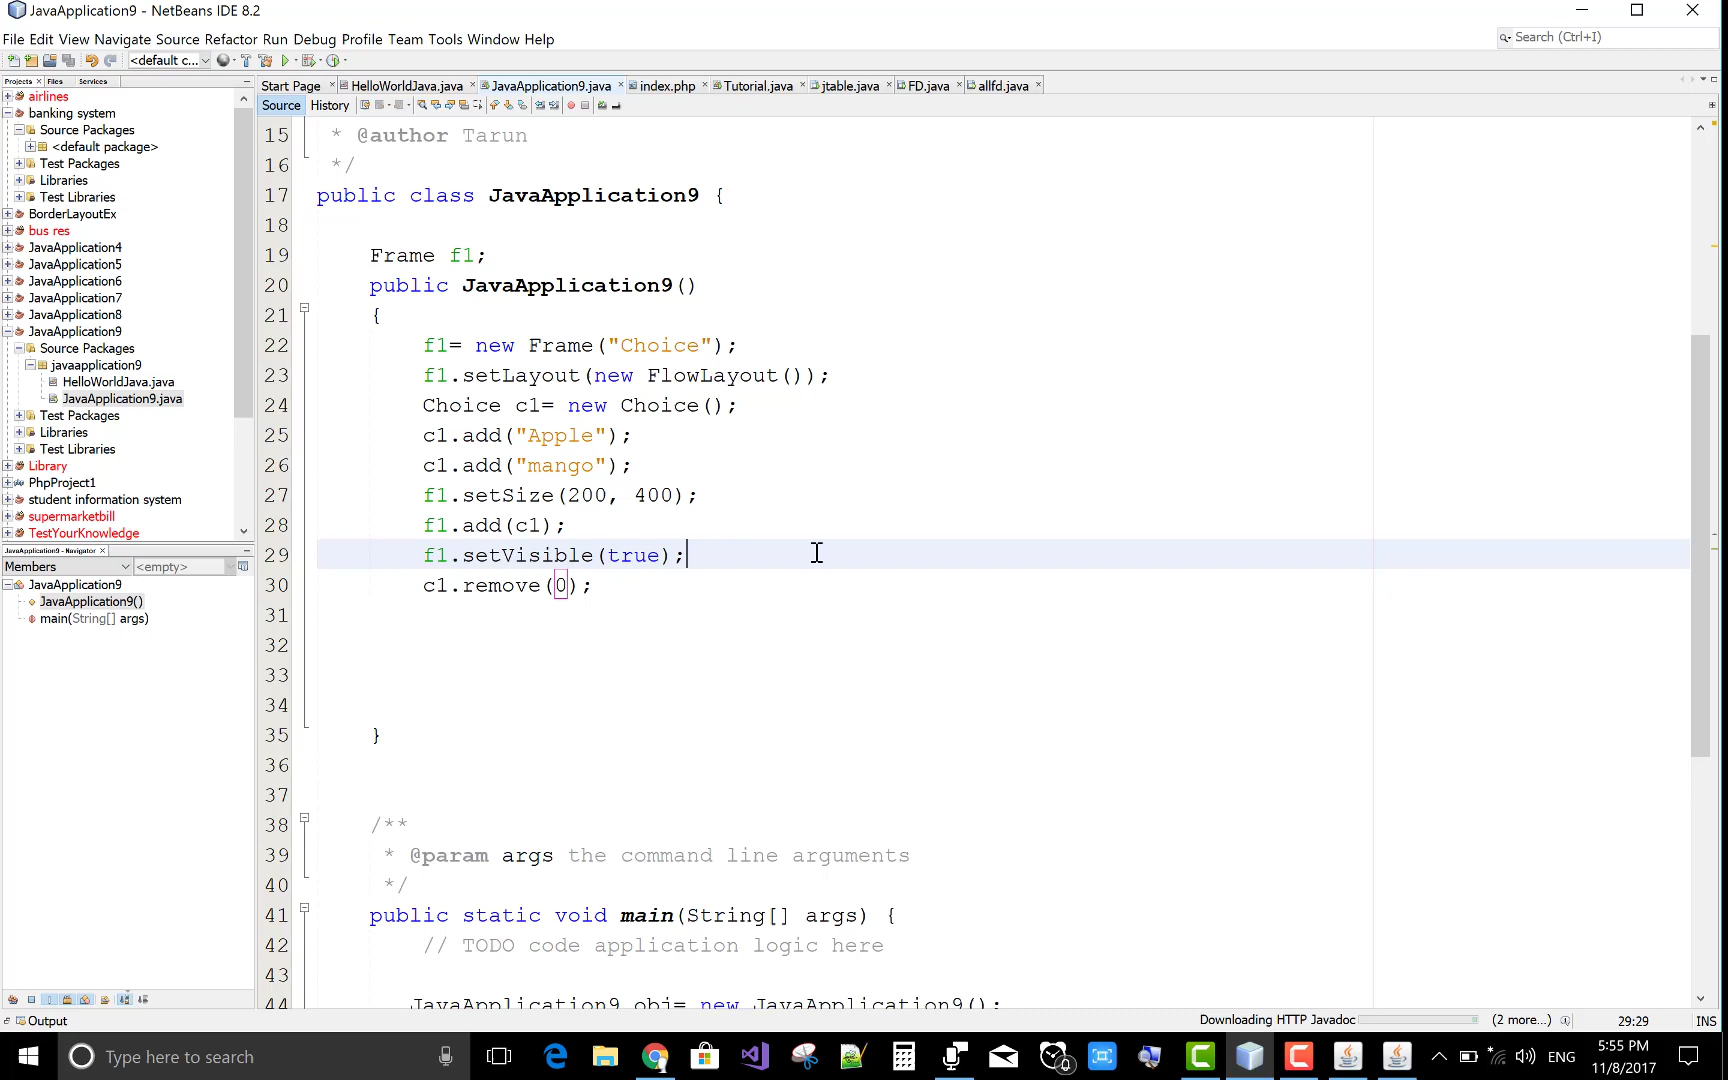 JavaApplication9 - NetBeans IDE 8.2
File Edit View Navigate Source Refactor Run Debug Profile Team Tools Window Help
Search (Ctrl+I)
<default c...
Projects Files Services
Start Page HelloWorldJava.java JavaApplication9.java index.php Tutorial.java jtable.java FD.java allfd.java
Source History
airlines
banking system
Source Packages
<default package>
Test Packages
Libraries
Test Libraries
BorderLayoutEx
bus res
JavaApplication4
JavaApplication5
JavaApplication6
JavaApplication7
JavaApplication8
JavaApplication9
Source Packages
javaapplication9
HelloWorldJava.java
JavaApplication9.java
Test Packages
Libraries
Test Libraries
Library
PhpProject1
student information system
supermarketbill
TestYourKnowledge
JavaApplication9 - Navigator
Members <empty>
JavaApplication9
JavaApplication9()
main(String[] args)
15 * @author Tarun
16 */
17 public class JavaApplication9 {
18
19 Frame f1;
20 public JavaApplication9()
21 {
22 f1= new Frame("Choice");
23 f1.setLayout(new FlowLayout());
24 Choice c1= new Choice();
25 c1.add("Apple");
26 c1.add("mango");
27 f1.setSize(200, 400);
28 f1.add(c1);
29 f1.setVisible(true);
30 c1.remove(0);
31
32
33
34
35 }
36
37
38 /**
39 * @param args the command line arguments
40 */
41 public static void main(String[] args) {
42 // TODO code application logic here
43
44 JavaApplication9 obj= new JavaApplication9();
Output
Downloading HTTP Javadoc (2 more...) 29:29 INS
Type here to search
ENG
5:55 PM
11/8/2017